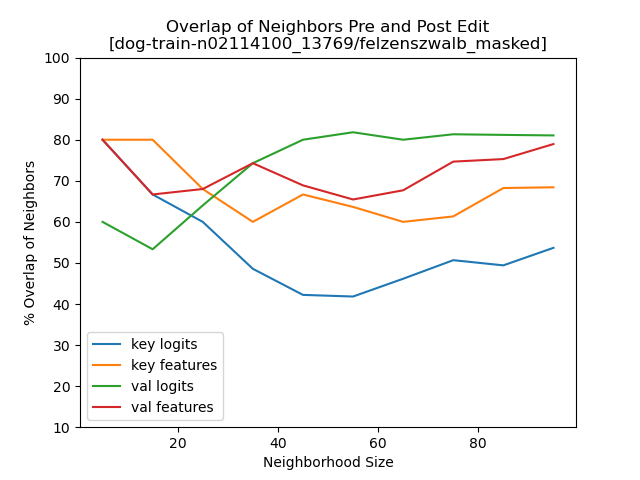 Overlap of Neighbors Pre and Post Edit
[dog-train-n02114100_13769/felzenszwalb_masked]
100
90
80
70
60
50
40
30
20
10
% Overlap of Neighbors
key logits
key features
val logits
val features
20 40 60 80
Neighborhood Size